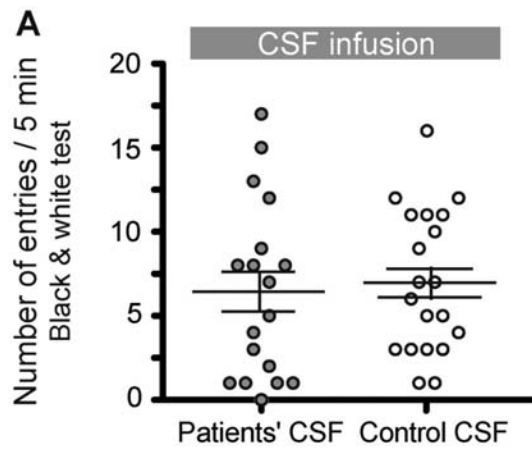 A
CSF infusion
Number of entries / 5 min
Black & white test
20
15
10
5
0
Patients' CSF
Control CSF